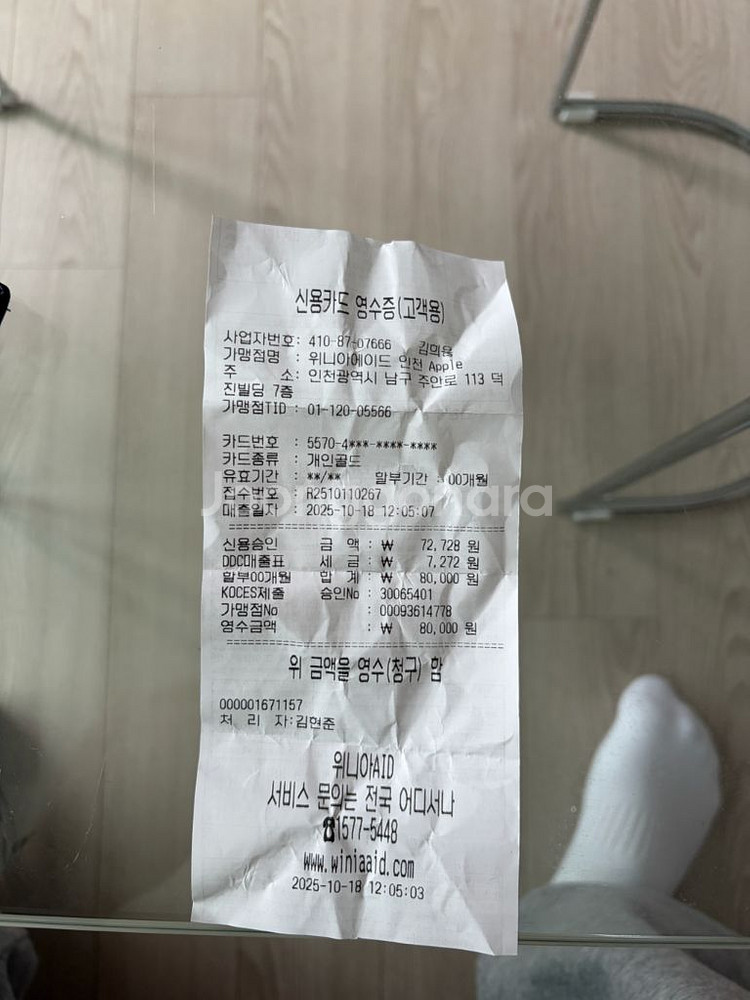 신용카드 영수증(고객용)
사업자번호: 410-87-07666 김의용
가맹점명 : 위니아에이드 인천 Apple
주 소: 인천광역시 남구 주안로 113 덕
진빌딩 7층
가맹점TID : 01-120-05566
카드번호 : 5570-4***-****-****
카드종류 : 개인골드
유효기간 : **/** 할부기간 : 00개월
접수번호 : R2510110267
매출일자 : 2025-10-18 12:05:07
신용승인 금 액 : ₩ 72,728 원
DDC매출표 세 금 : ₩ 7,272 원
할부00개월 합 계 : ₩ 80,000 원
KOCES제출 승인No : 30065401
가맹점No : 00093614778
영수금액 : ₩ 80,000 원
위 금액을 영수(청구) 함
000001671157
처 리 자:김현준
위니아AID
서비스 문의는 전국 어디서나
☎1577-5448
www.winiaaid.com
2025-10-18 12:05:03